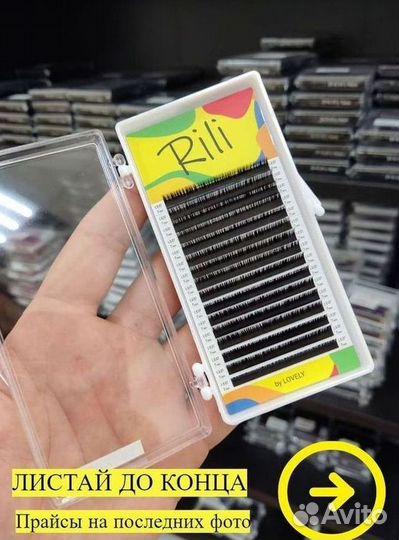 Rili
by LOVELY
ЛИСТАЙ ДО КОНЦА
Прайсы на последних фото
Avito